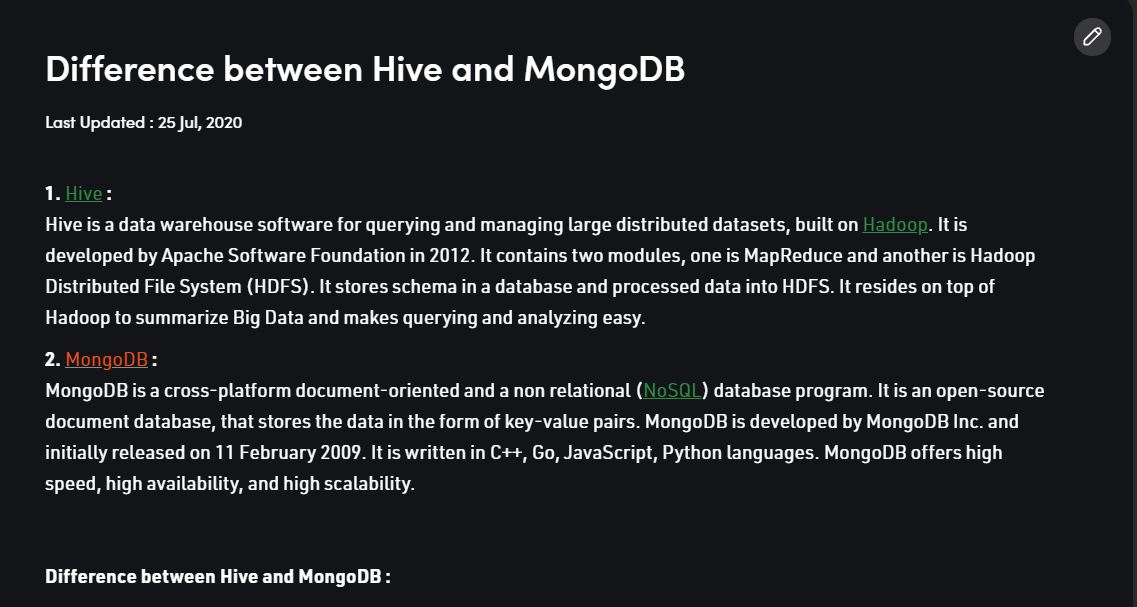 Difference between Hive and MongoDB
Last Updated : 25 Jul, 2020
1. Hive :
Hive is a data warehouse software for querying and managing large distributed datasets, built on Hadoop. It is
developed by Apache Software Foundation in 2012. It contains two modules, one is MapReduce and another is Hadoop
Distributed File System (HDFS). It stores schema in a database and processed data into HDFS. It resides on top of
Hadoop to summarize Big Data and makes querying and analyzing easy.
2. MongoDB :
MongoDB is a cross-platform document-oriented and a non relational (NoSQL) database program. It is an open-source
document database, that stores the data in the form of key-value pairs. MongoDB is developed by MongoDB Inc. and
initially released on 11 February 2009. It is written in C++, Go, JavaScript, Python languages. MongoDB offers high
speed, high availability, and high scalability.
Difference between Hive and MongoDB :